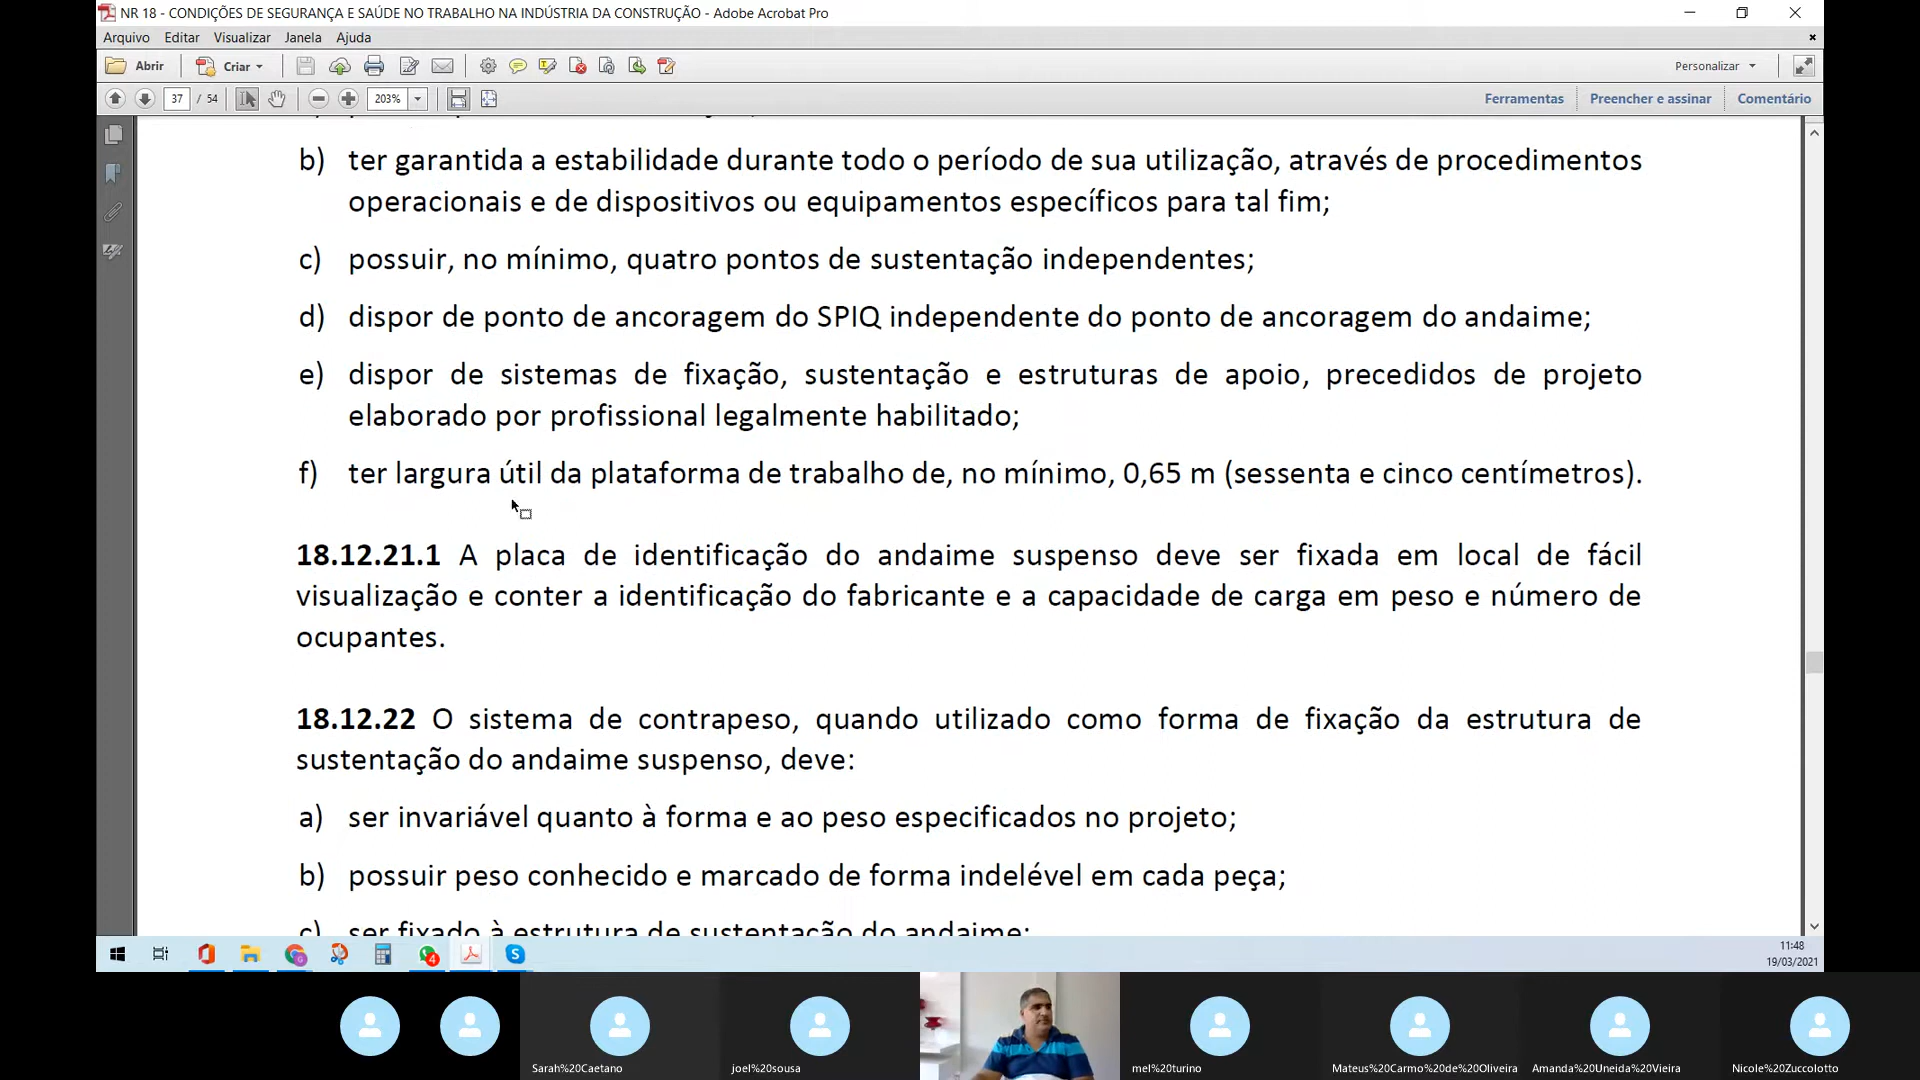 NR 18 - CONDIÇÕES DE SEGURANÇA E SAÚDE NO TRABALHO NA INDÚSTRIA DA CONSTRUÇÃO - Adobe Acrobat Pro
Arquivo Editar Visualizar Janela Ajuda
Abrir Criar Personalizar
37 / 54 203% Ferramentas Preencher e assinar Comentário
b) ter garantida a estabilidade durante todo o período de sua utilização, através de procedimentos
operacionais e de dispositivos ou equipamentos específicos para tal fim;
c) possuir, no mínimo, quatro pontos de sustentação independentes;
d) dispor de ponto de ancoragem do SPIQ independente do ponto de ancoragem do andaime;
e) dispor de sistemas de fixação, sustentação e estruturas de apoio, precedidos de projeto
elaborado por profissional legalmente habilitado;
f) ter largura útil da plataforma de trabalho de, no mínimo, 0,65 m (sessenta e cinco centímetros).
18.12.21.1 A placa de identificação do andaime suspenso deve ser fixada em local de fácil
visualização e conter a identificação do fabricante e a capacidade de carga em peso e número de
ocupantes.
18.12.22 O sistema de contrapeso, quando utilizado como forma de fixação da estrutura de
sustentação do andaime suspenso, deve:
a) ser invariável quanto à forma e ao peso especificados no projeto;
b) possuir peso conhecido e marcado de forma indelével em cada peça;
c) ser fixado à estrutura de sustentação do andaime;
4
11:48
19/03/2021
Sarah%20Caetano joel%20sousa mel%20turino Mateus%20Carmo%20de%20Oliveira Amanda%20Uneida%20Vieira Nicole%20Zuccolotto